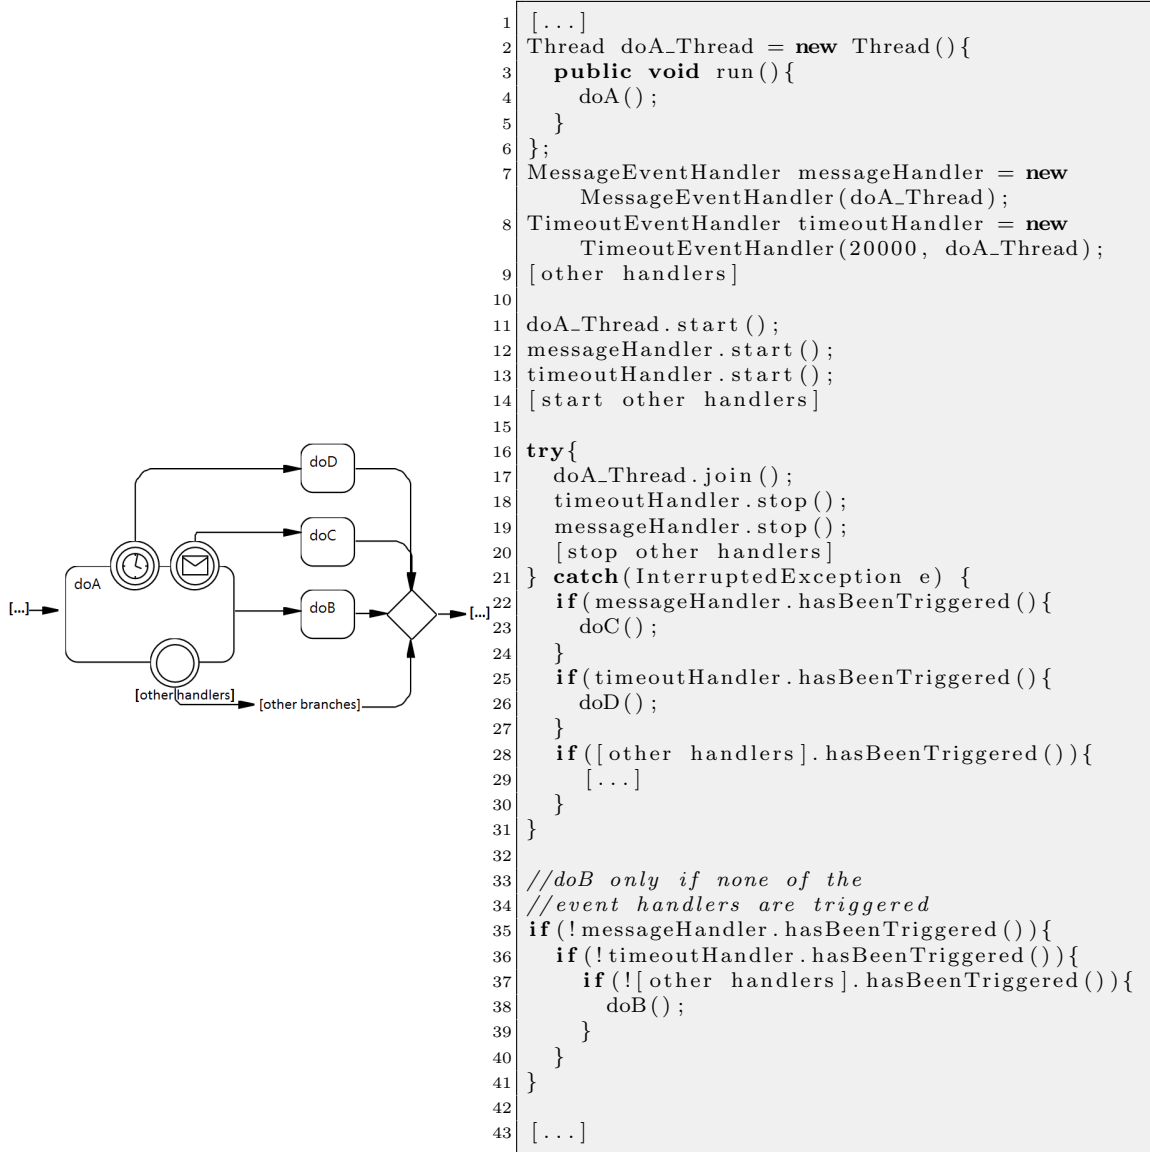 doD
doC
doA
[...]
doB
[...]
[other handlers]
[other branches]
1 [...]
2 Thread doA_Thread = new Thread(){
3 public void run(){
4 doA();
5 }
6 };
7 MessageEventHandler messageHandler = new
MessageEventHandler(doA_Thread);
8 TimeoutEventHandler timeoutHandler = new
TimeoutEventHandler(20000, doA_Thread);
9 [other handlers]
10
11 doA_Thread.start();
12 messageHandler.start();
13 timeoutHandler.start();
14 [start other handlers]
15
16 try{
17 doA_Thread.join();
18 timeoutHandler.stop();
19 messageHandler.stop();
20 [stop other handlers]
21 } catch(InterruptedException e) {
22 if(messageHandler.hasBeenTriggered(){
23 doC();
24 }
25 if(timeoutHandler.hasBeenTriggered(){
26 doD();
27 }
28 if([other handlers].hasBeenTriggered()){
29 [...]
30 }
31 }
32
33 //doB only if none of the
34 //event handlers are triggered
35 if(!messageHandler.hasBeenTriggered()){
36 if(!timeoutHandler.hasBeenTriggered()){
37 if(![other handlers].hasBeenTriggered()){
38 doB();
39 }
40 }
41 }
42
43 [...]